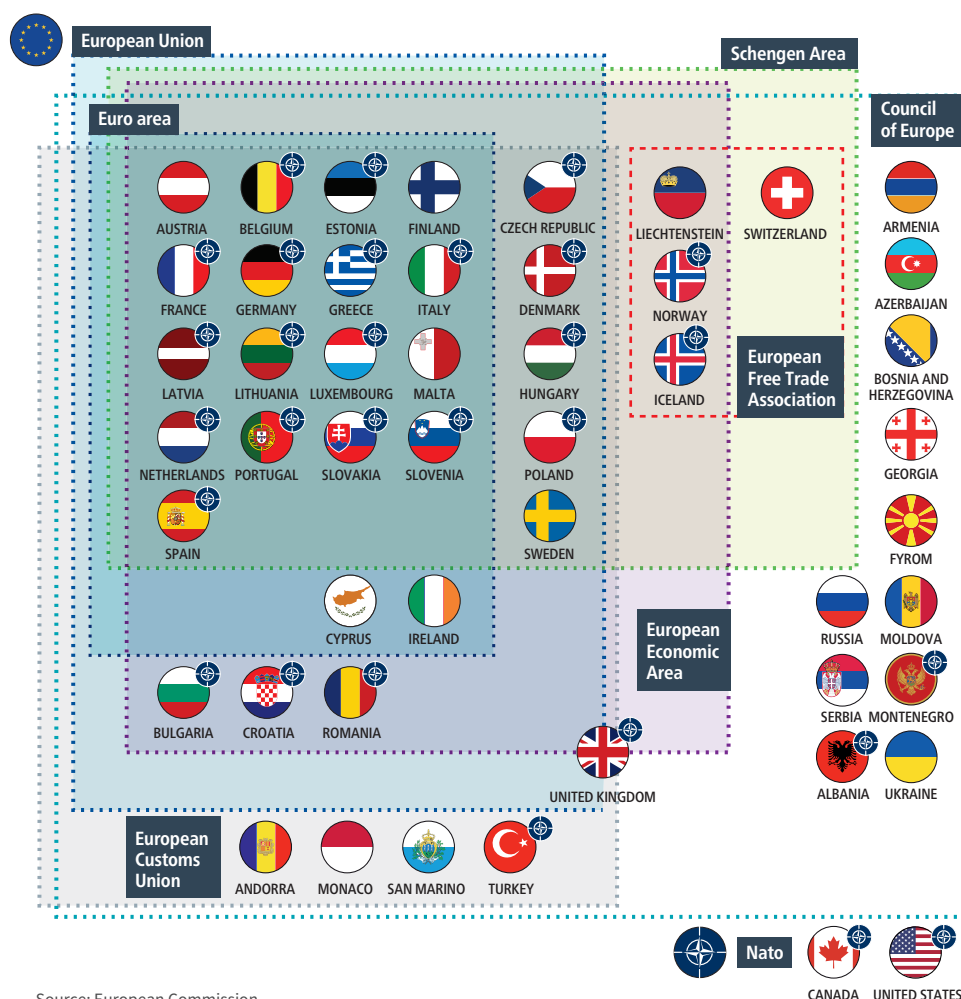 European Union
Schengen Area
Euro area
Council
of Europe
AUSTRIA
BELGIUM
ESTONIA
FINLAND
CZECH REPUBLIC
LIECHTENSTEIN
SWITZERLAND
ARMENIA
FRANCE
GERMANY
GREECE
ITALY
DENMARK
NORWAY
AZERBAIJAN
LATVIA
LITHUANIA
LUXEMBOURG
MALTA
HUNGARY
ICELAND
European
Free Trade
Association
BOSNIA AND
HERZEGOVINA
NETHERLANDS
PORTUGAL
SLOVAKIA
SLOVENIA
POLAND
GEORGIA
SPAIN
SWEDEN
FYROM
CYPRUS
IRELAND
European
Economic
Area
RUSSIA
MOLDOVA
BULGARIA
CROATIA
ROMANIA
SERBIA
MONTENEGRO
UNITED KINGDOM
ALBANIA
UKRAINE
European
Customs
Union
ANDORRA
MONACO
SAN MARINO
TURKEY
Nato
CANADA
UNITED STATES
Source: European Commission